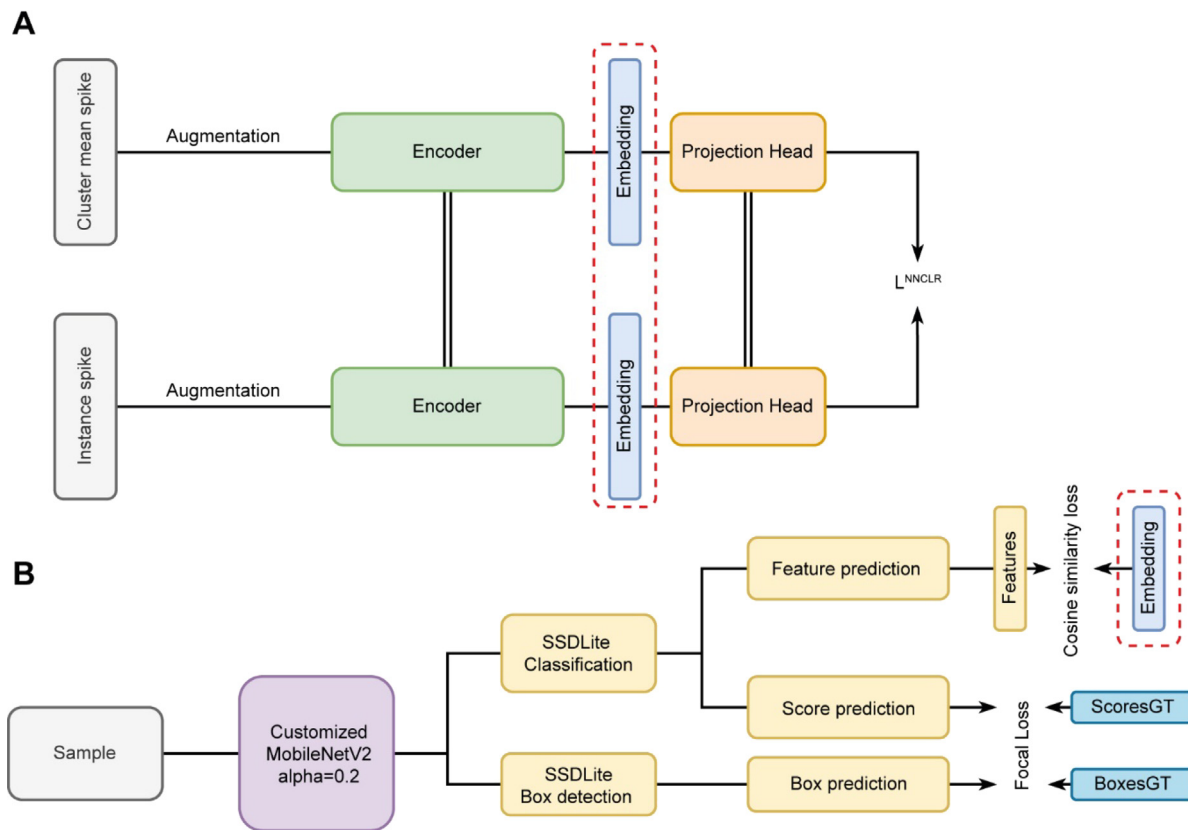 A
Cluster mean spike
Augmentation
Encoder
Embedding
Projection Head
L^NNCLR
Instance spike
Augmentation
Encoder
Embedding
Projection Head
B
Sample
Customized
MobileNetV2
alpha=0.2
SSDLite
Classification
SSDLite
Box detection
Feature prediction
Features
Cosine similarity loss
Embedding
Score prediction
Box prediction
Focal Loss
ScoresGT
BoxesGT